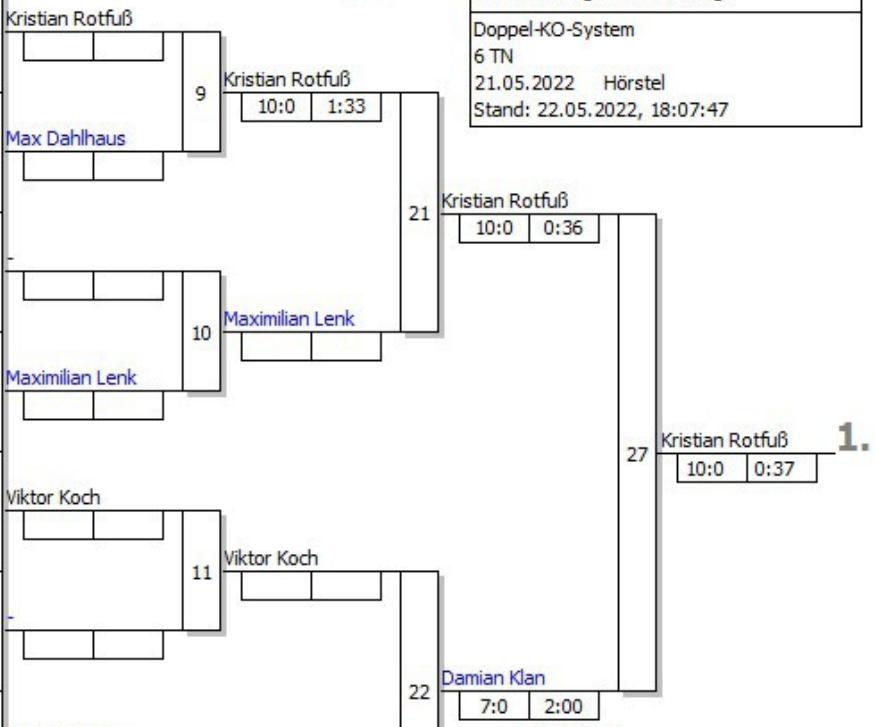 Kristian Rotfuß
Doppel-KO-System
6 TN
21.05.2022 Hörstel
Stand: 22.05.2022, 18:07:47
9
Kristian Rotfuß
10:0 1:33
Max Dahlhaus
21
Kristian Rotfuß
10:0 0:36
-
10
Maximilian Lenk
Maximilian Lenk
27
Kristian Rotfuß
10:0 0:37
1.
Viktor Koch
11
Viktor Koch
-
22
Damian Klan
7:0 2:00